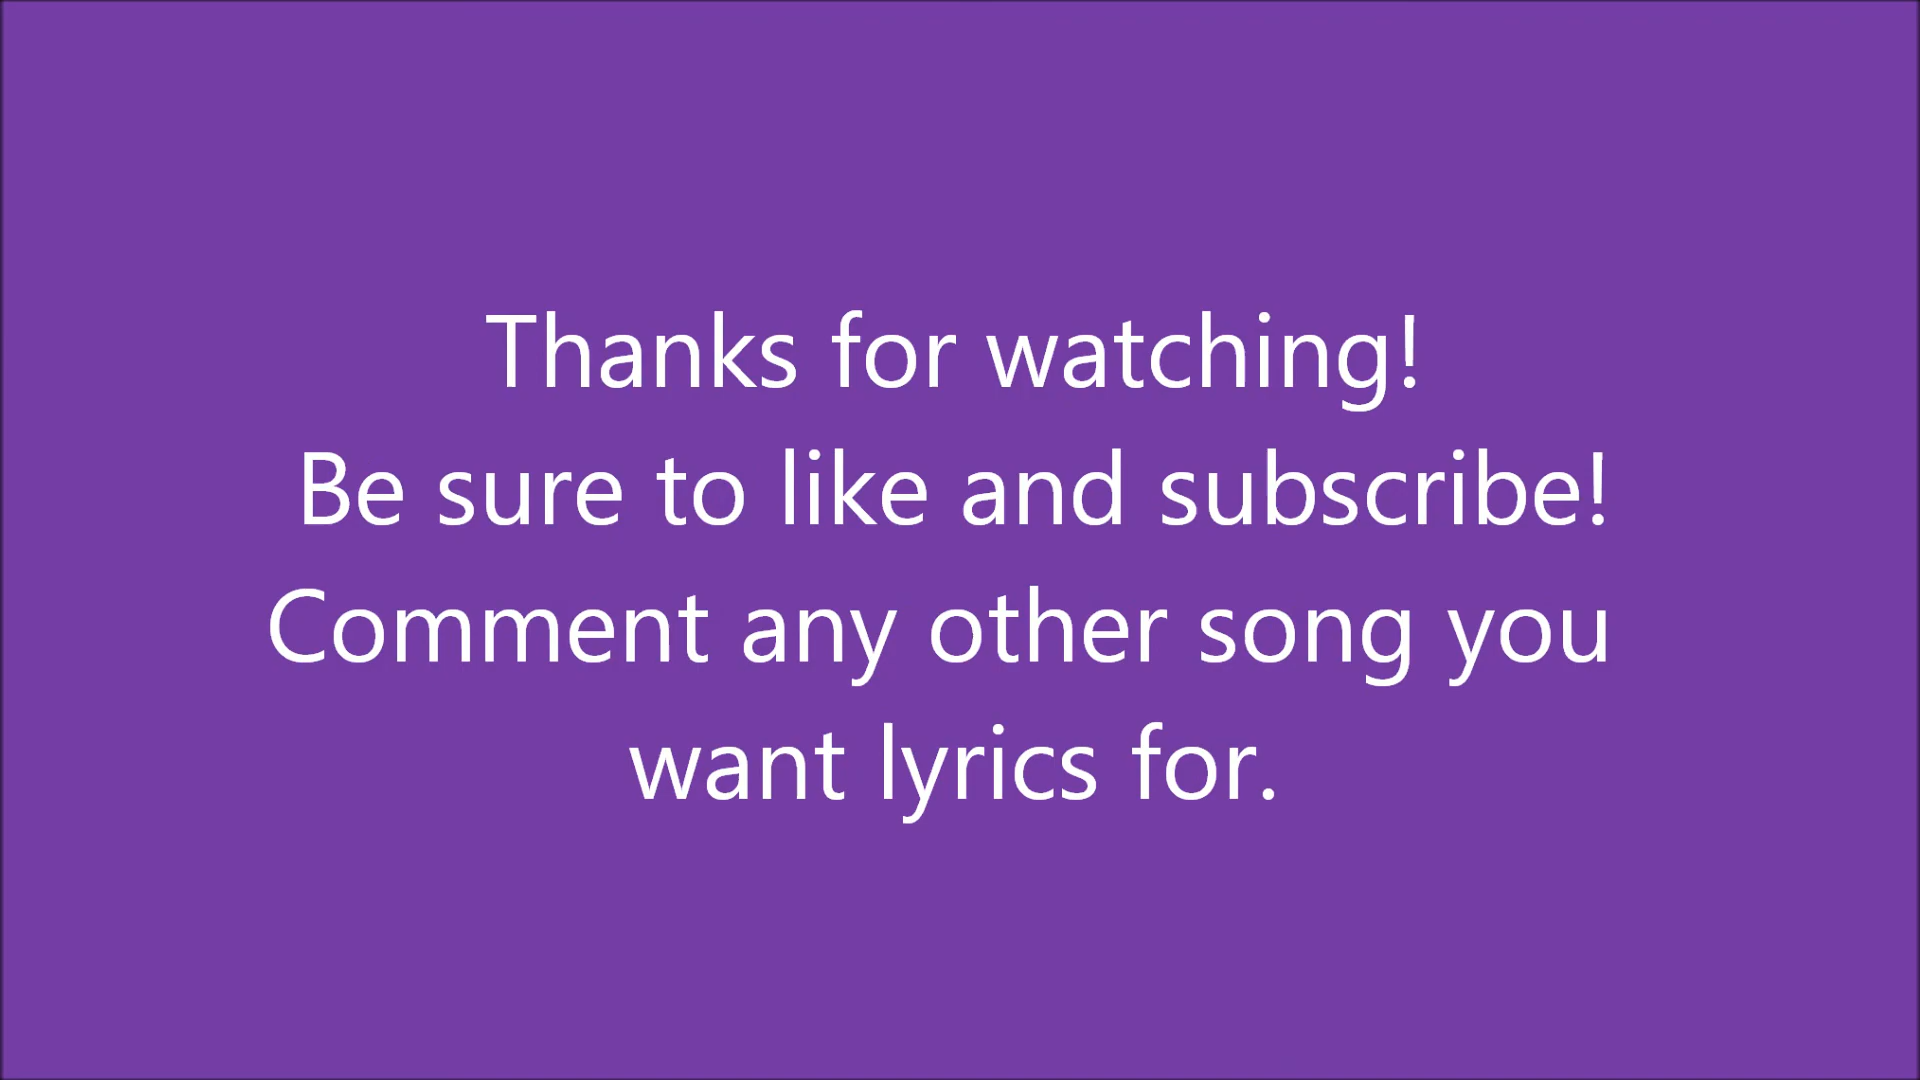 Thanks for watching!
Be sure to like and subscribe!
Comment any other song you
want lyrics for.